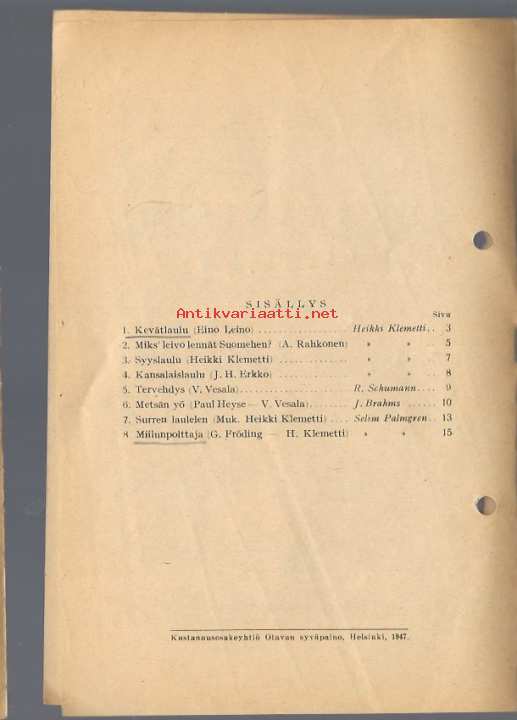 SISÄLLYS
Antikvariaatti.net
Sivu
1. Kevätlaulu (Eino Leino) .................. Heikki Klemetti.. 3
2. Miks' leivo lennät Suomehen? (A. Rahkonen) » » 5
3. Syyslaulu (Heikki Klemetti) ............... » » 7
4. Kansalaislaulu (J. H. Erkko) .............. » » 8
5. Tervehdys (V. Vesala) ..................... R. Schumann.... 9
6. Metsän yö (Paul Heyse — V. Vesala) ........ J. Brahms .... 10
7. Surren laulelen (Muk. Heikki Klemetti) .... Selim Palmgren.. 13
8 Miilunpolttaja (G. Fröding — H. Klemetti) » » .. 15
Kustannusosakeyhtiö Otavan syväpaino, Helsinki, 1947.